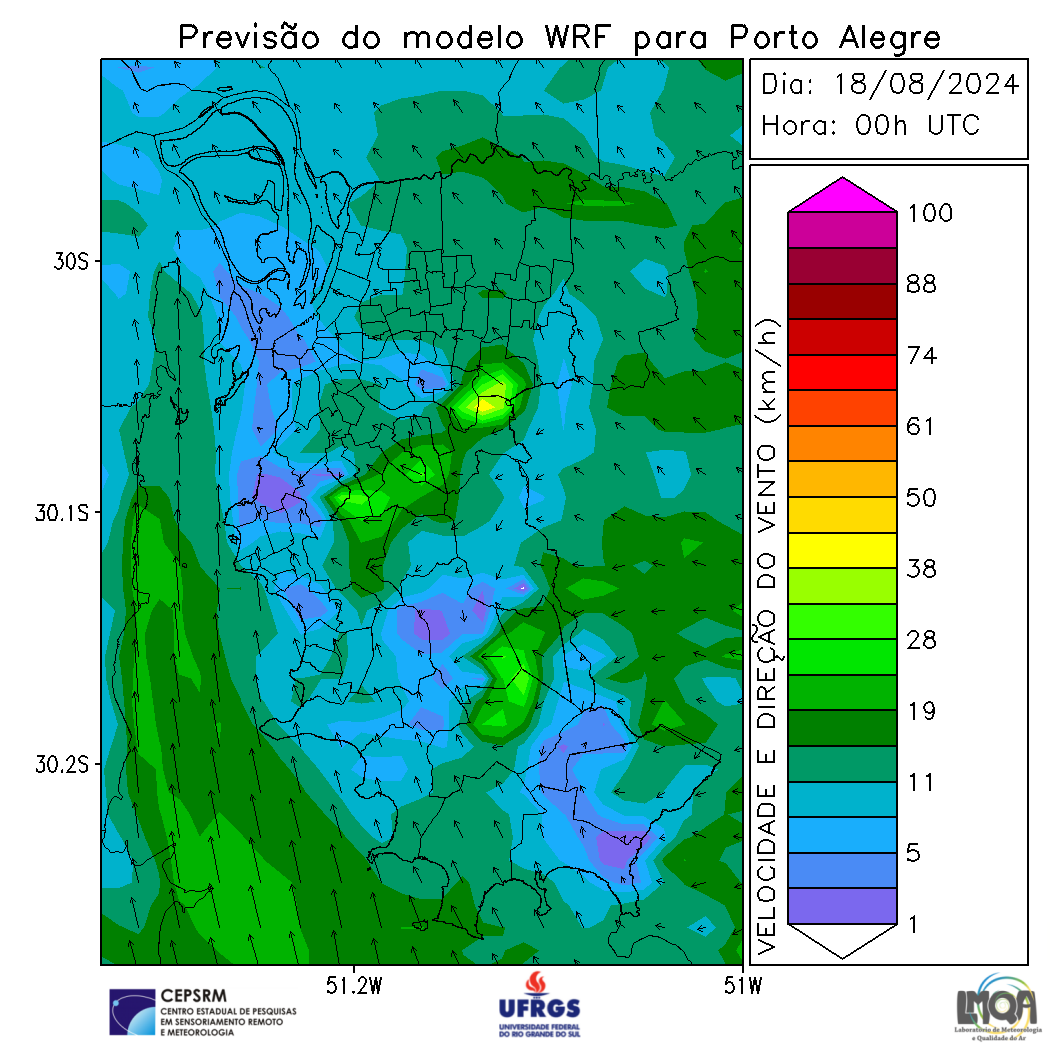 Previsão do modelo WRF para Porto Alegre
Dia: 18/08/2024
Hora: 00h UTC
30S
30.1S
30.2S
51.2W
51W
VELOCIDADE E DIREÇÃO DO VENTO (km/h)
100
88
74
61
50
38
28
19
11
5
1
CEPSRM
CENTRO ESTADUAL DE PESQUISAS
EM SENSORIAMENTO REMOTO
E METEOROLOGIA
UFRGS
UNIVERSIDADE FEDERAL
DO RIO GRANDE DO SUL
LMQA
Laboratório de Meteorologia
e Qualidade do Ar